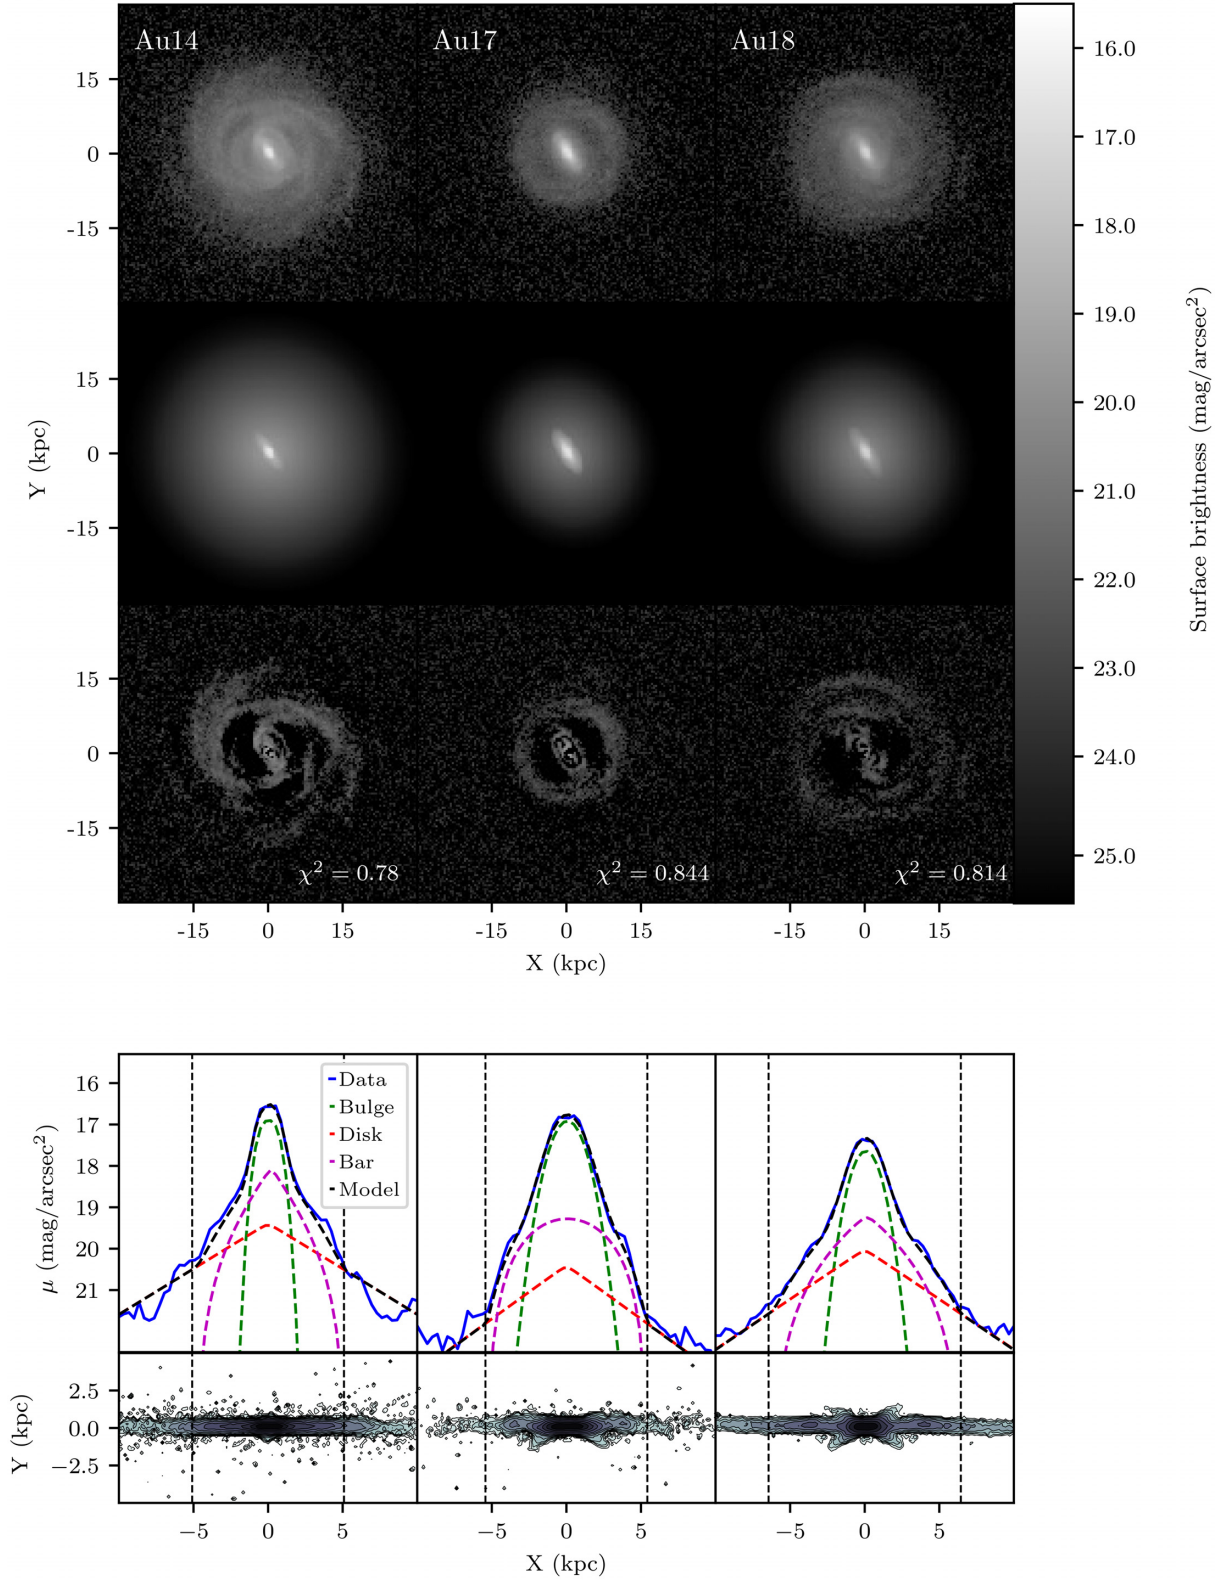 Au14 Au17 Au18
15
0
-15
15
0
-15
15
0
-15
Y (kpc)
χ² = 0.78 χ² = 0.844 χ² = 0.814
-15 0 15 -15 0 15 -15 0 15
X (kpc)
16.0
17.0
18.0
19.0
20.0
21.0
22.0
23.0
24.0
25.0
Surface brightness (mag/arcsec²)
16
17
18
19
20
21
μ (mag/arcsec²)
Data
Bulge
Disk
Bar
Model
2.5
0.0
−2.5
Y (kpc)
−5 0 5 −5 0 5 −5 0 5
X (kpc)